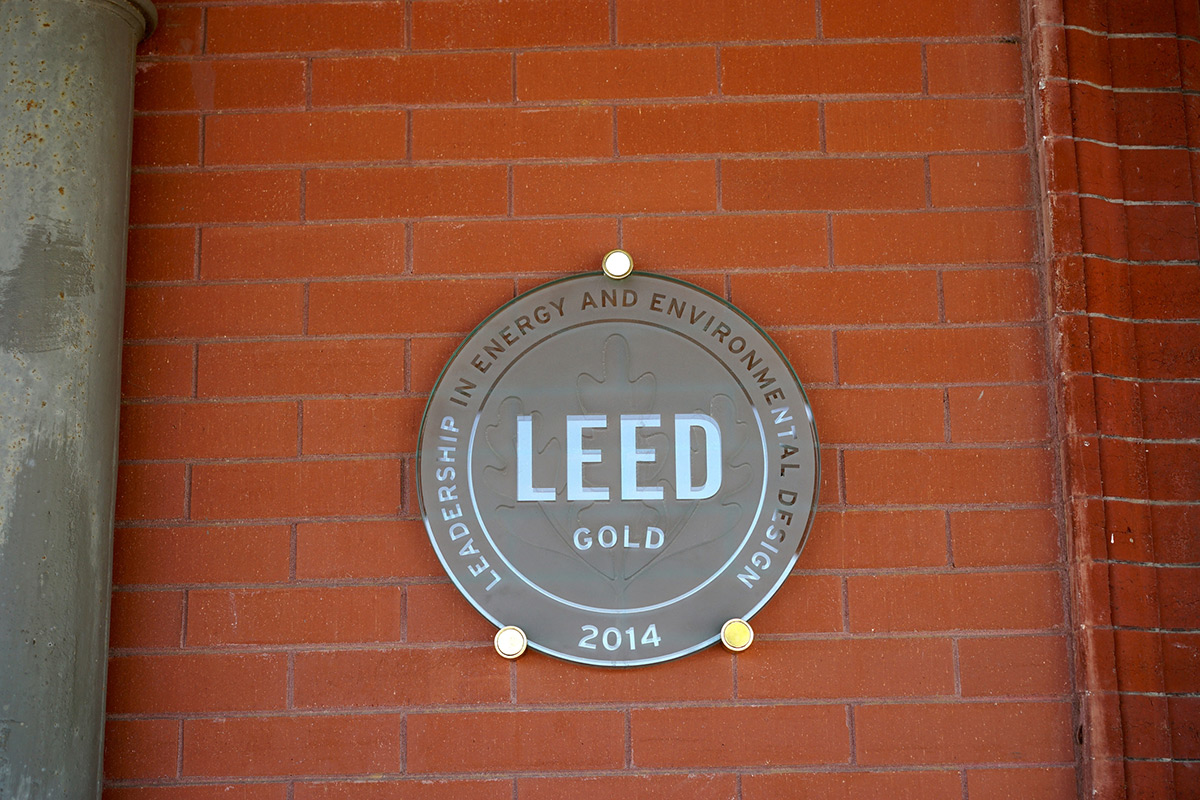 LEADERSHIP IN ENERGY AND ENVIRONMENTAL DESIGN
LEED
GOLD
2014